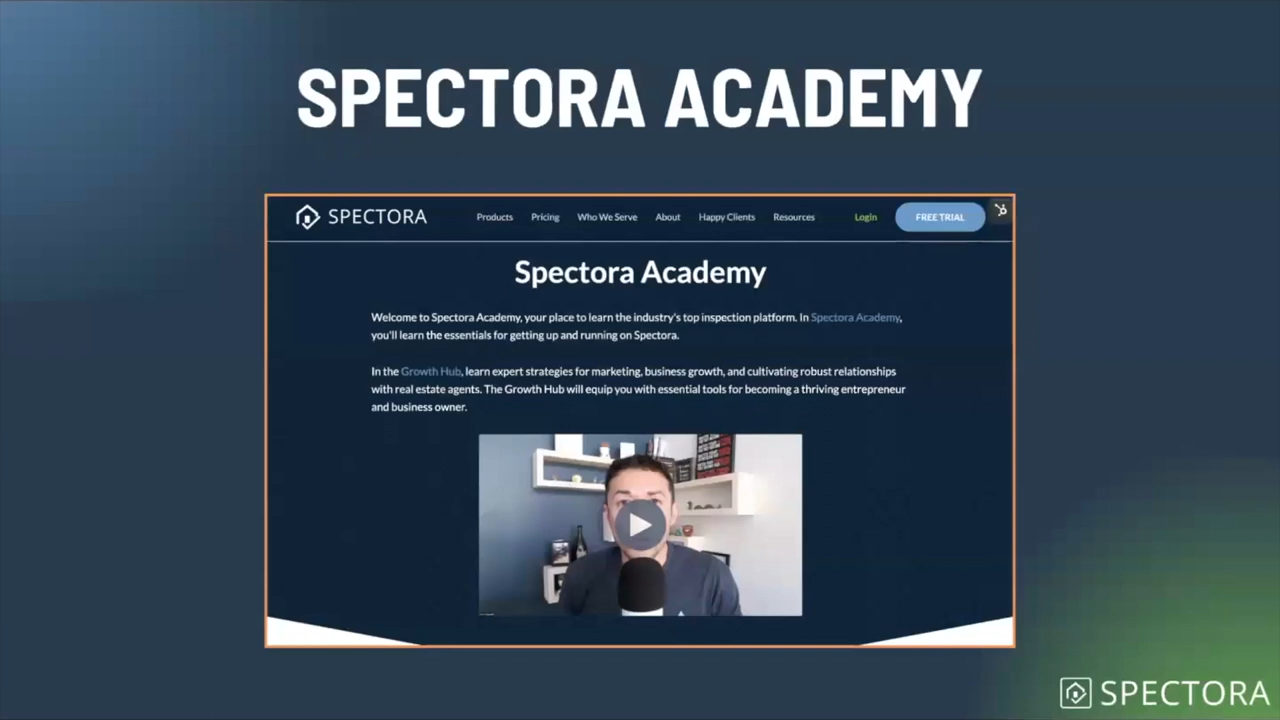 SPECTORA ACADEMY
SPECTORA
Products Pricing Who We Serve About Happy Clients Resources Login FREE TRIAL
Spectora Academy
Welcome to Spectora Academy, your place to learn the industry's top inspection platform. In Spectora Academy,
you'll learn the essentials for getting up and running on Spectora.
In the Growth Hub, learn expert strategies for marketing, business growth, and cultivating robust relationships
with real estate agents. The Growth Hub will equip you with essential tools for becoming a thriving entrepreneur
and business owner.
SPECTORA